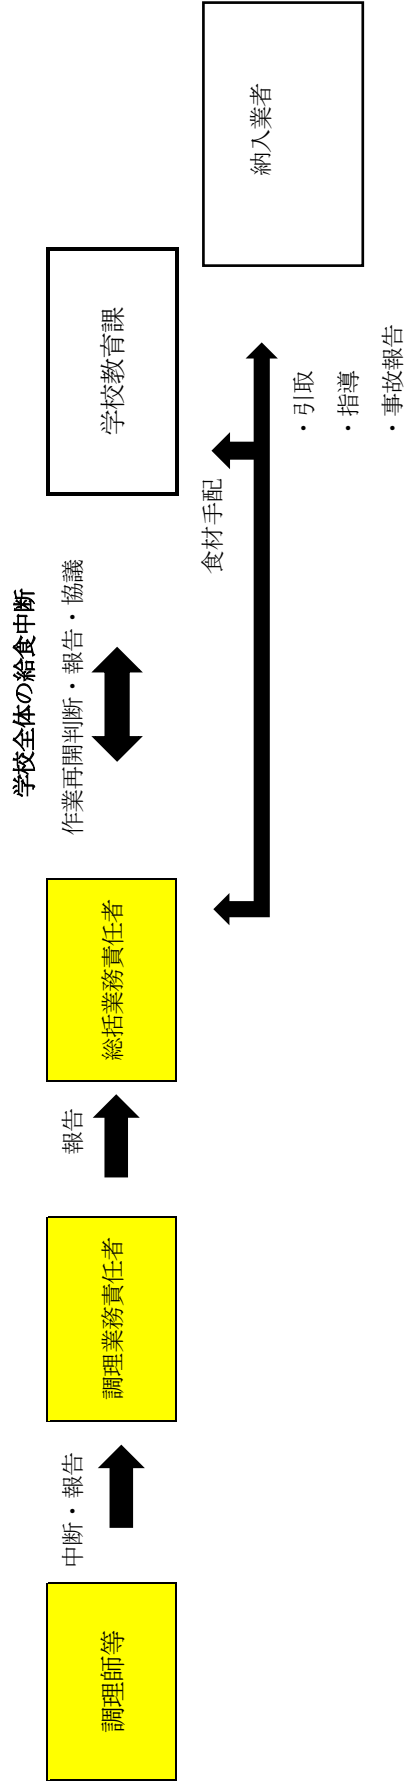 学校全体の給食中断
調理師等
中断・報告
調理業務責任者
報告
総括業務責任者
作業再開判断・報告・協議
学校教育課
食材手配
納入業者
・引取
・指導
・事故報告